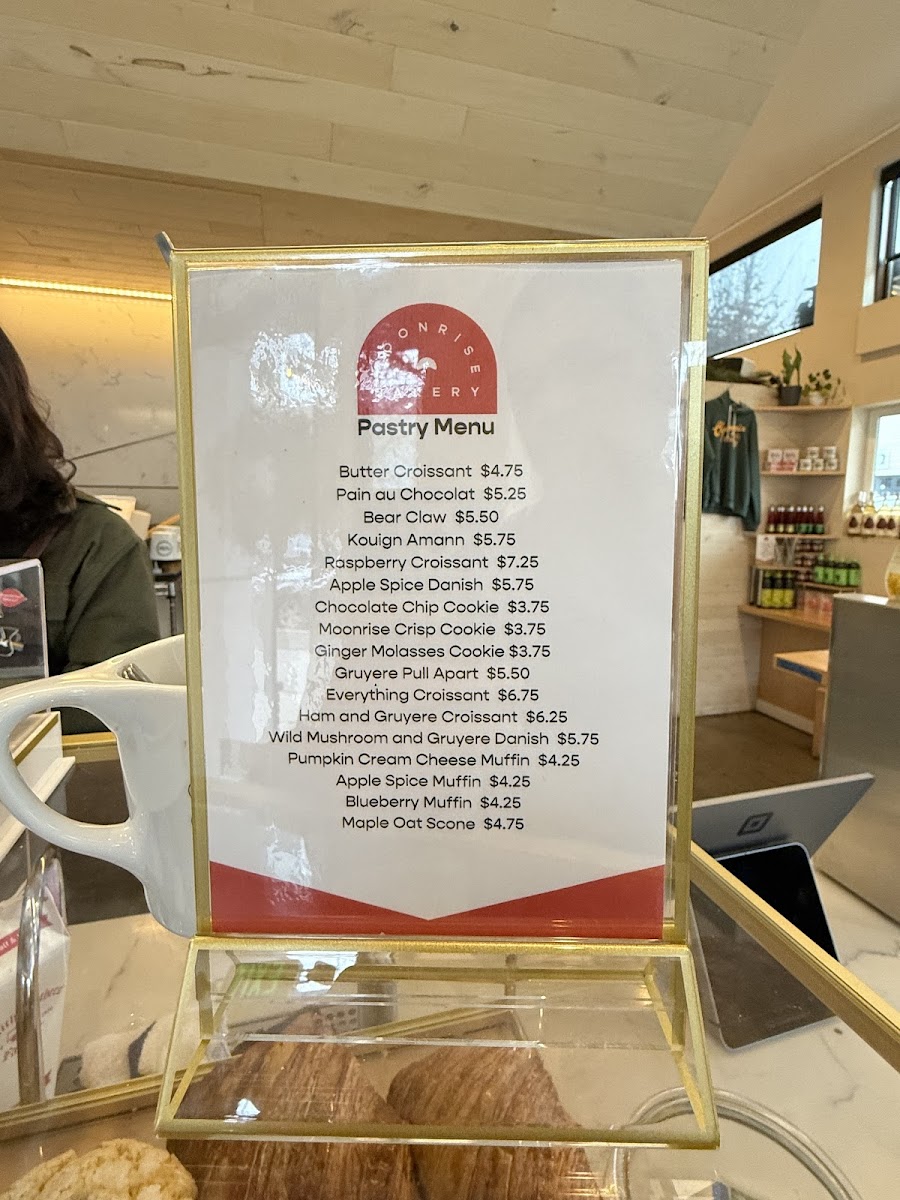 MOONRISE
BAKERY
Pastry Menu
Butter Croissant $4.75
Pain au Chocolat $5.25
Bear Claw $5.50
Kouign Amann $5.75
Raspberry Croissant $7.25
Apple Spice Danish $5.75
Chocolate Chip Cookie $3.75
Moonrise Crisp Cookie $3.75
Ginger Molasses Cookie $3.75
Gruyere Pull Apart $5.50
Everything Croissant $6.75
Ham and Gruyere Croissant $6.25
Wild Mushroom and Gruyere Danish $5.75
Pumpkin Cream Cheese Muffin $4.25
Apple Spice Muffin $4.25
Blueberry Muffin $4.25
Maple Oat Scone $4.75